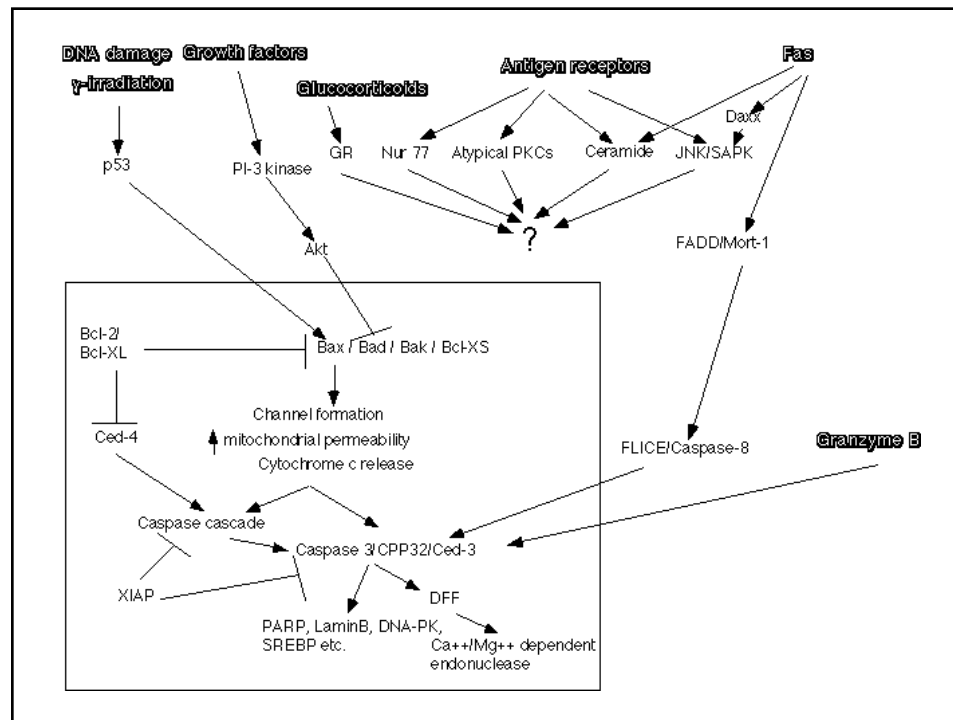 DNA damage
γ-irradiation
Growth factors
Glucocorticoids
Antigen receptors
Fas
Daxx
p53
PI-3 kinase
GR
Nur 77
Atypical PKCs
Ceramide
JNK/SAPK
Akt
?
FADD/Mort-1
Bcl-2/
Bcl-XL
Bax / Bad / Bak / Bcl-XS
Channel formation
mitochondrial permeability
Cytochrome c release
Ced-4
FLICE/Caspase-8
Granzyme B
Caspase cascade
Caspase 3/CPP32/Ced-3
XIAP
DFF
PARP, LaminB, DNA-PK,
SREBP etc.
Ca++/Mg++ dependent
endonuclease